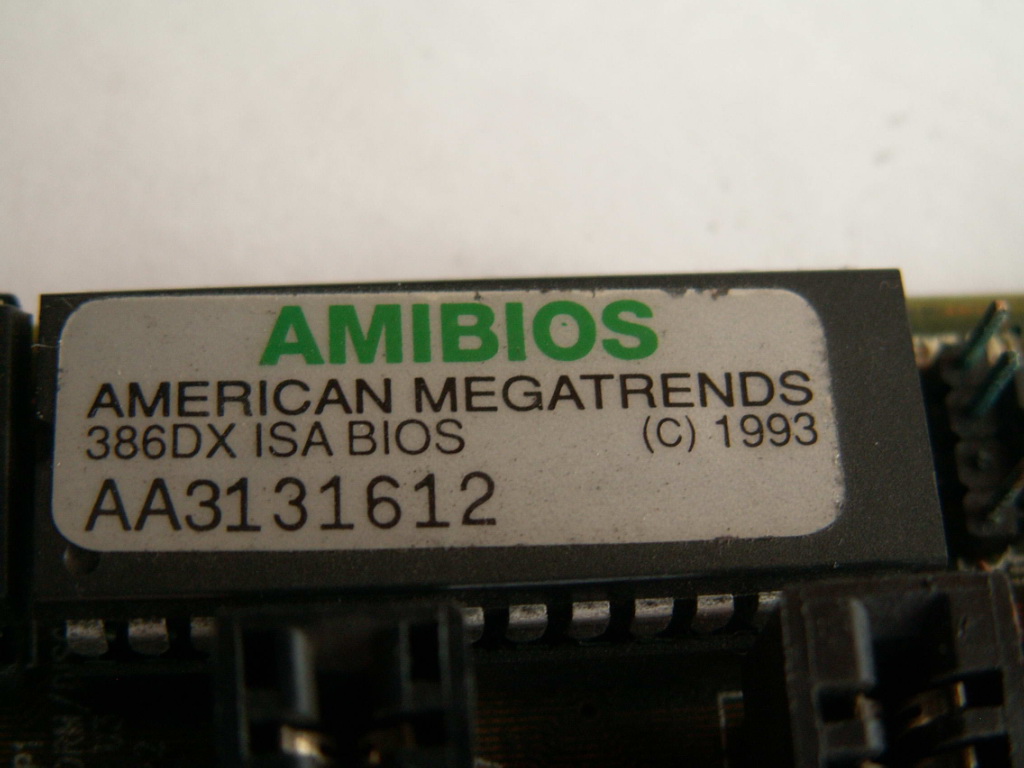 AMIBIOS
AMERICAN MEGATRENDS
386DX ISA BIOS (C) 1993
AA3131612